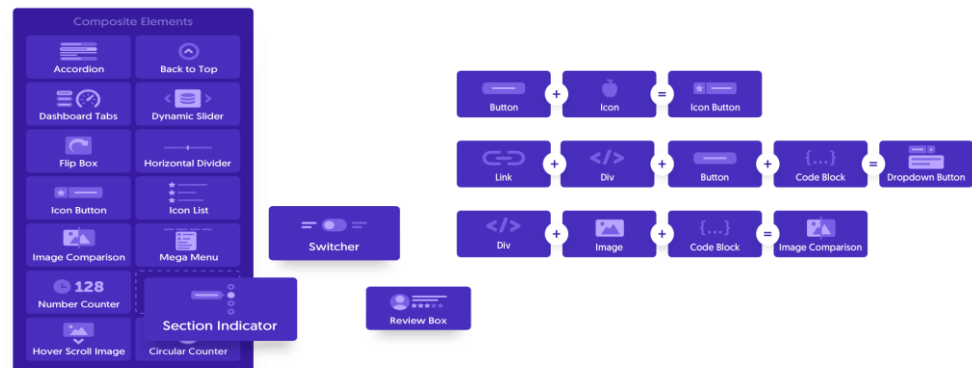 Composite Elements
Accordion
Back to Top
Dashboard Tabs
Dynamic Slider
Flip Box
Horizontal Divider
Icon Button
Icon List
Image Comparison
Mega Menu
128
Number Counter
Section Indicator
Hover Scroll Image
Circular Counter
Switcher
Review Box
Button + Icon = Icon Button
</> {...}
Link + Div + Button + Code Block = Dropdown Button
</> {...}
Div + Image + Code Block = Image Comparison